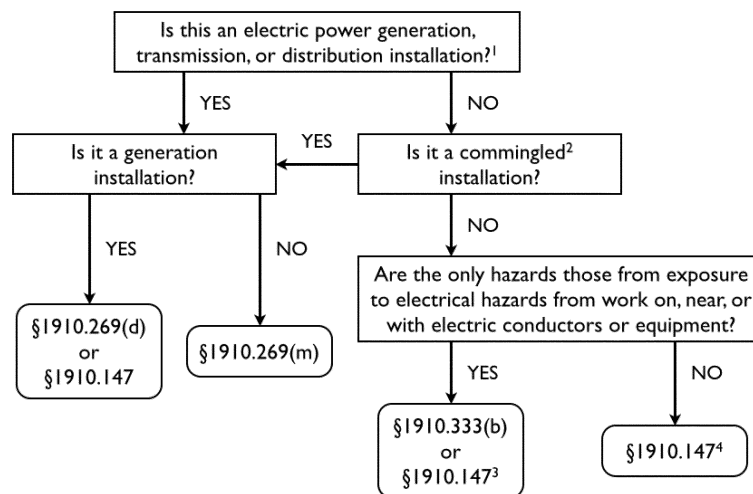 Is this an electric power generation,
transmission, or distribution installation?¹
YES
NO
Is it a generation
installation?
YES
Is it a commingled²
installation?
YES
NO
NO
Are the only hazards those from exposure
to electrical hazards from work on, near, or
with electric conductors or equipment?
§1910.269(d)
or
§1910.147
§1910.269(m)
YES
NO
§1910.333(b)
or
§1910.147³
§1910.147⁴